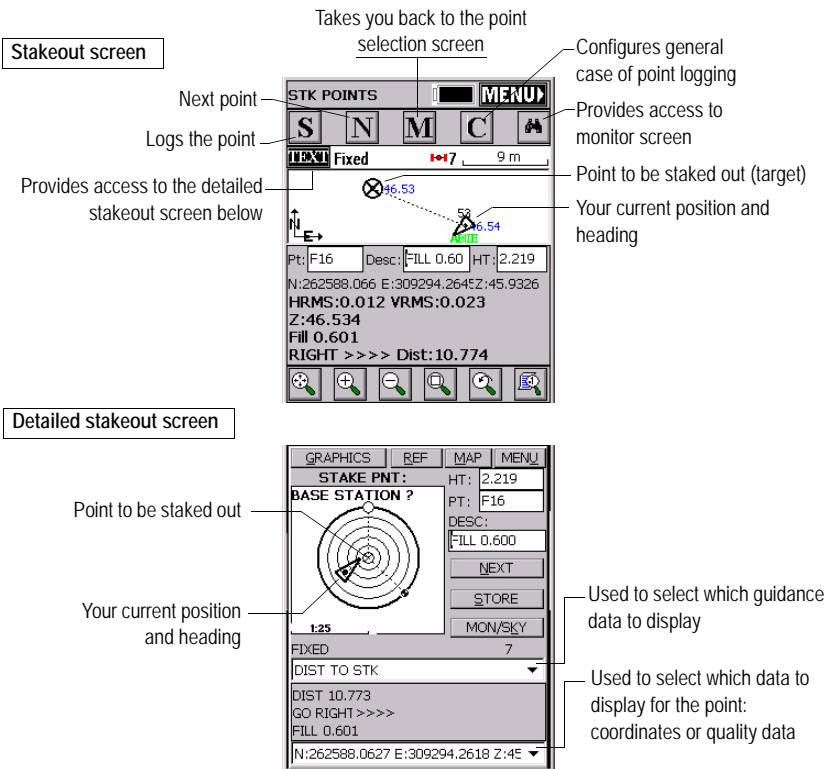 Takes you back to the point
selection screen
Stakeout screen
Configures general
case of point logging
Next point
Logs the point
Provides access to
monitor screen
STK POINTS MENU
S N M C
TEXT Fixed 7 9 m
Provides access to the detailed
stakeout screen below
Point to be staked out (target)
46.53
Your current position and
heading
53
46.54
N
E
Pt: F16 Desc: FILL 0.60 HT: 2.219
N:262588.066 E:309294.2645Z:45.9326
HRMS:0.012 VRMS:0.023
Z:46.534
Fill 0.601
RIGHT >>>> Dist:10.774
Detailed stakeout screen
GRAPHICS REF MAP MENU
STAKE PNT: HT: 2.219
BASE STATION ? PT: F16
DESC:
FILL 0.600
Point to be staked out
NEXT
STORE
Your current position
and heading
MON/SKY
1:25
Used to select which guidance
data to display
FIXED 7
DIST TO STK
DIST 10.773
GO RIGHT >>>>
FILL 0.601
Used to select which data to
display for the point:
coordinates or quality data
N:262588.0627 E:309294.2618 Z:45